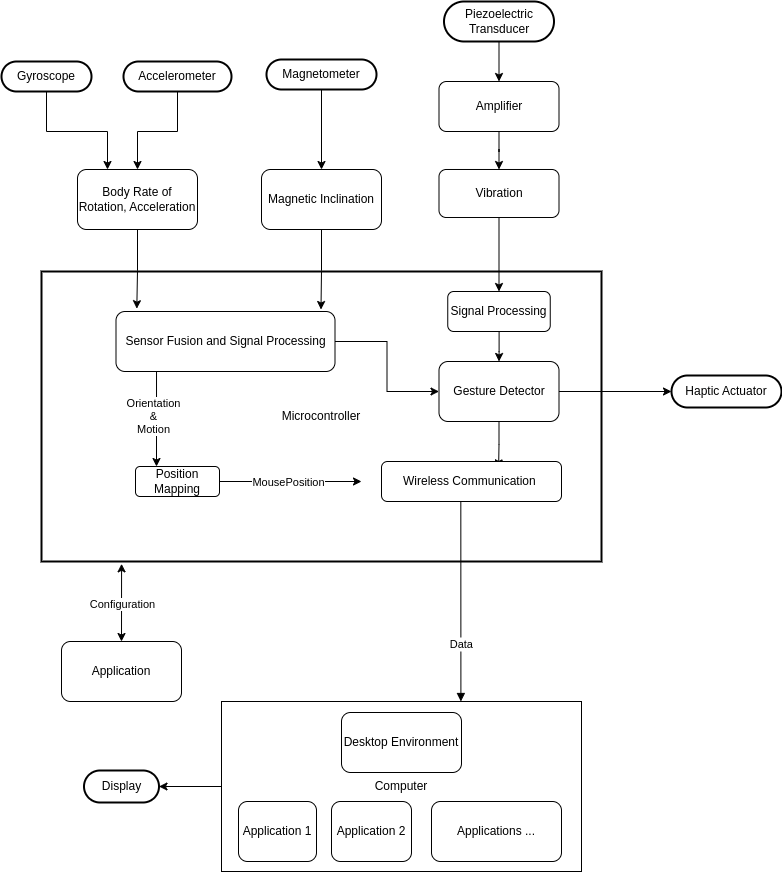 Piezoelectric
Transducer
Gyroscope
Accelerometer
Magnetometer
Amplifier
Body Rate of
Rotation, Acceleration
Magnetic Inclination
Vibration
Signal Processing
Sensor Fusion and Signal Processing
Gesture Detector
Haptic Actuator
Orientation
&
Motion
Microcontroller
Position
Mapping
MousePosition
Wireless Communication
Configuration
Application
Data
Desktop Environment
Computer
Display
Application 1
Application 2
Applications ...